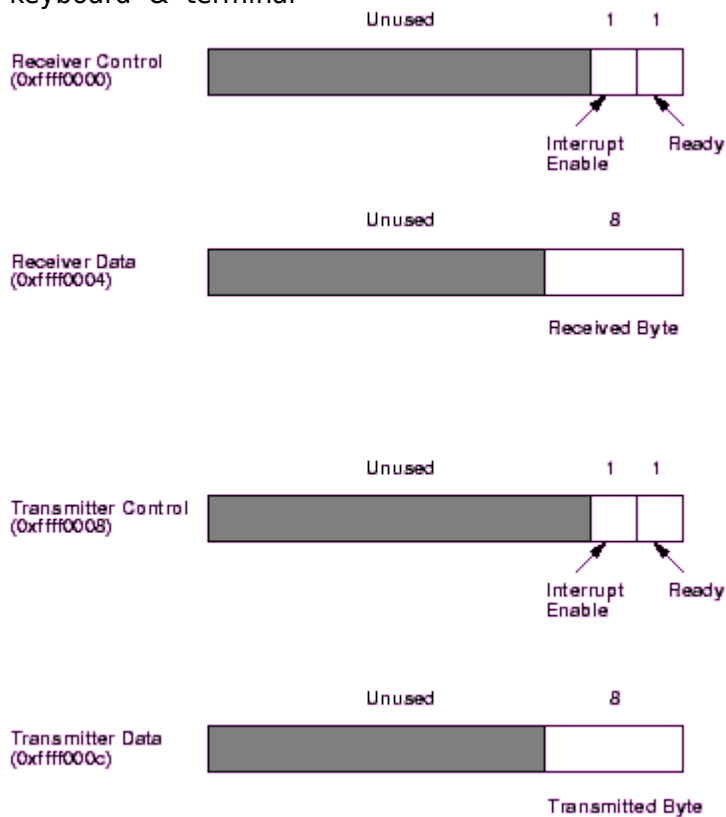 keyboard & terminal
Unused 1 1
Receiver Control
(0xffff0000)
Interrupt Ready
Enable
Unused 8
Receiver Data
(0xffff0004)
Received Byte
Unused 1 1
Transmitter Control
(0xffff0008)
Interrupt Ready
Enable
Unused 8
Transmitter Data
(0xffff000c)
Transmitted Byte